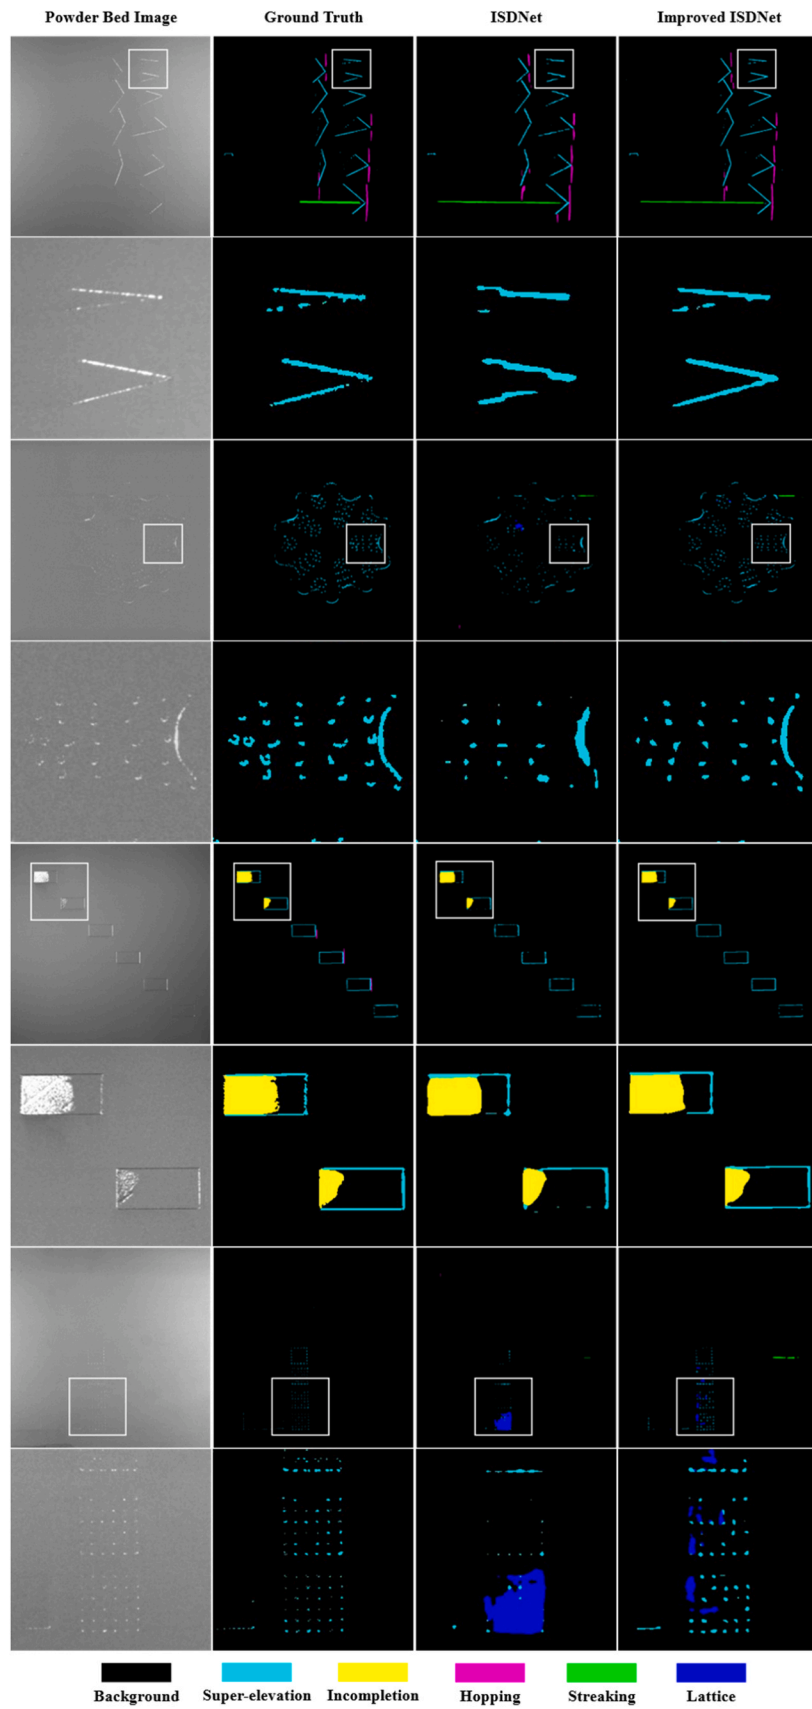 Powder Bed Image Ground Truth ISDNet Improved ISDNet
Background Super-elevation Incompletion Hopping Streaking Lattice